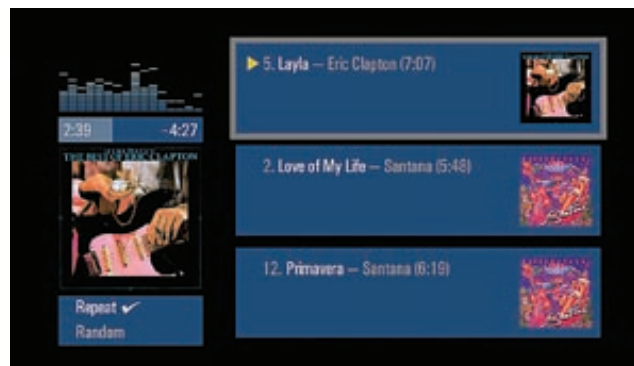 2:39 -4:27
THE BEST OF ERIC CLAPTON
Repeat ✓
Random
5. Layla – Eric Clapton (7:07)
2. Love of My Life – Santana (5:48)
12. Primavera – Santana (6:19)